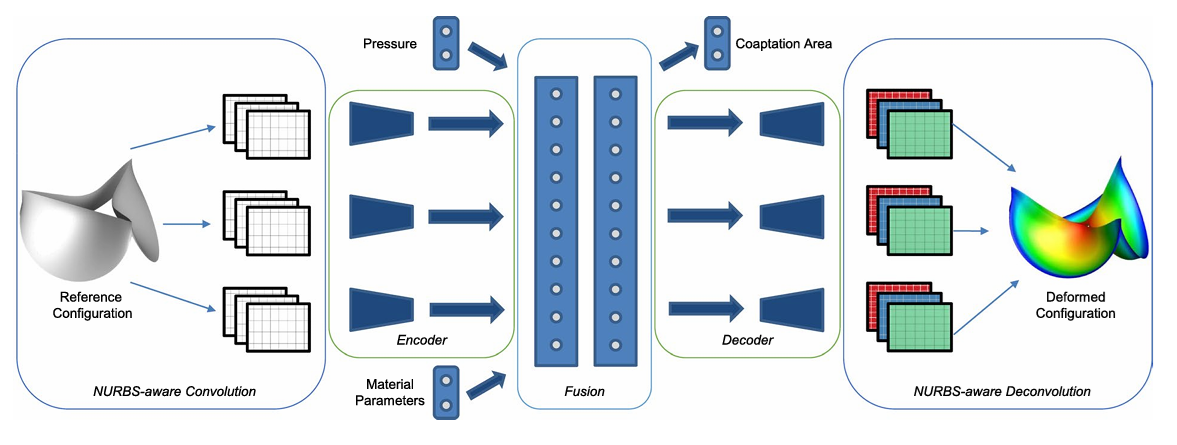 Pressure
Coaptation Area
Reference
Configuration
Encoder
Decoder
Deformed
Configuration
Material
Parameters
NURBS-aware Convolution
Fusion
NURBS-aware Deconvolution